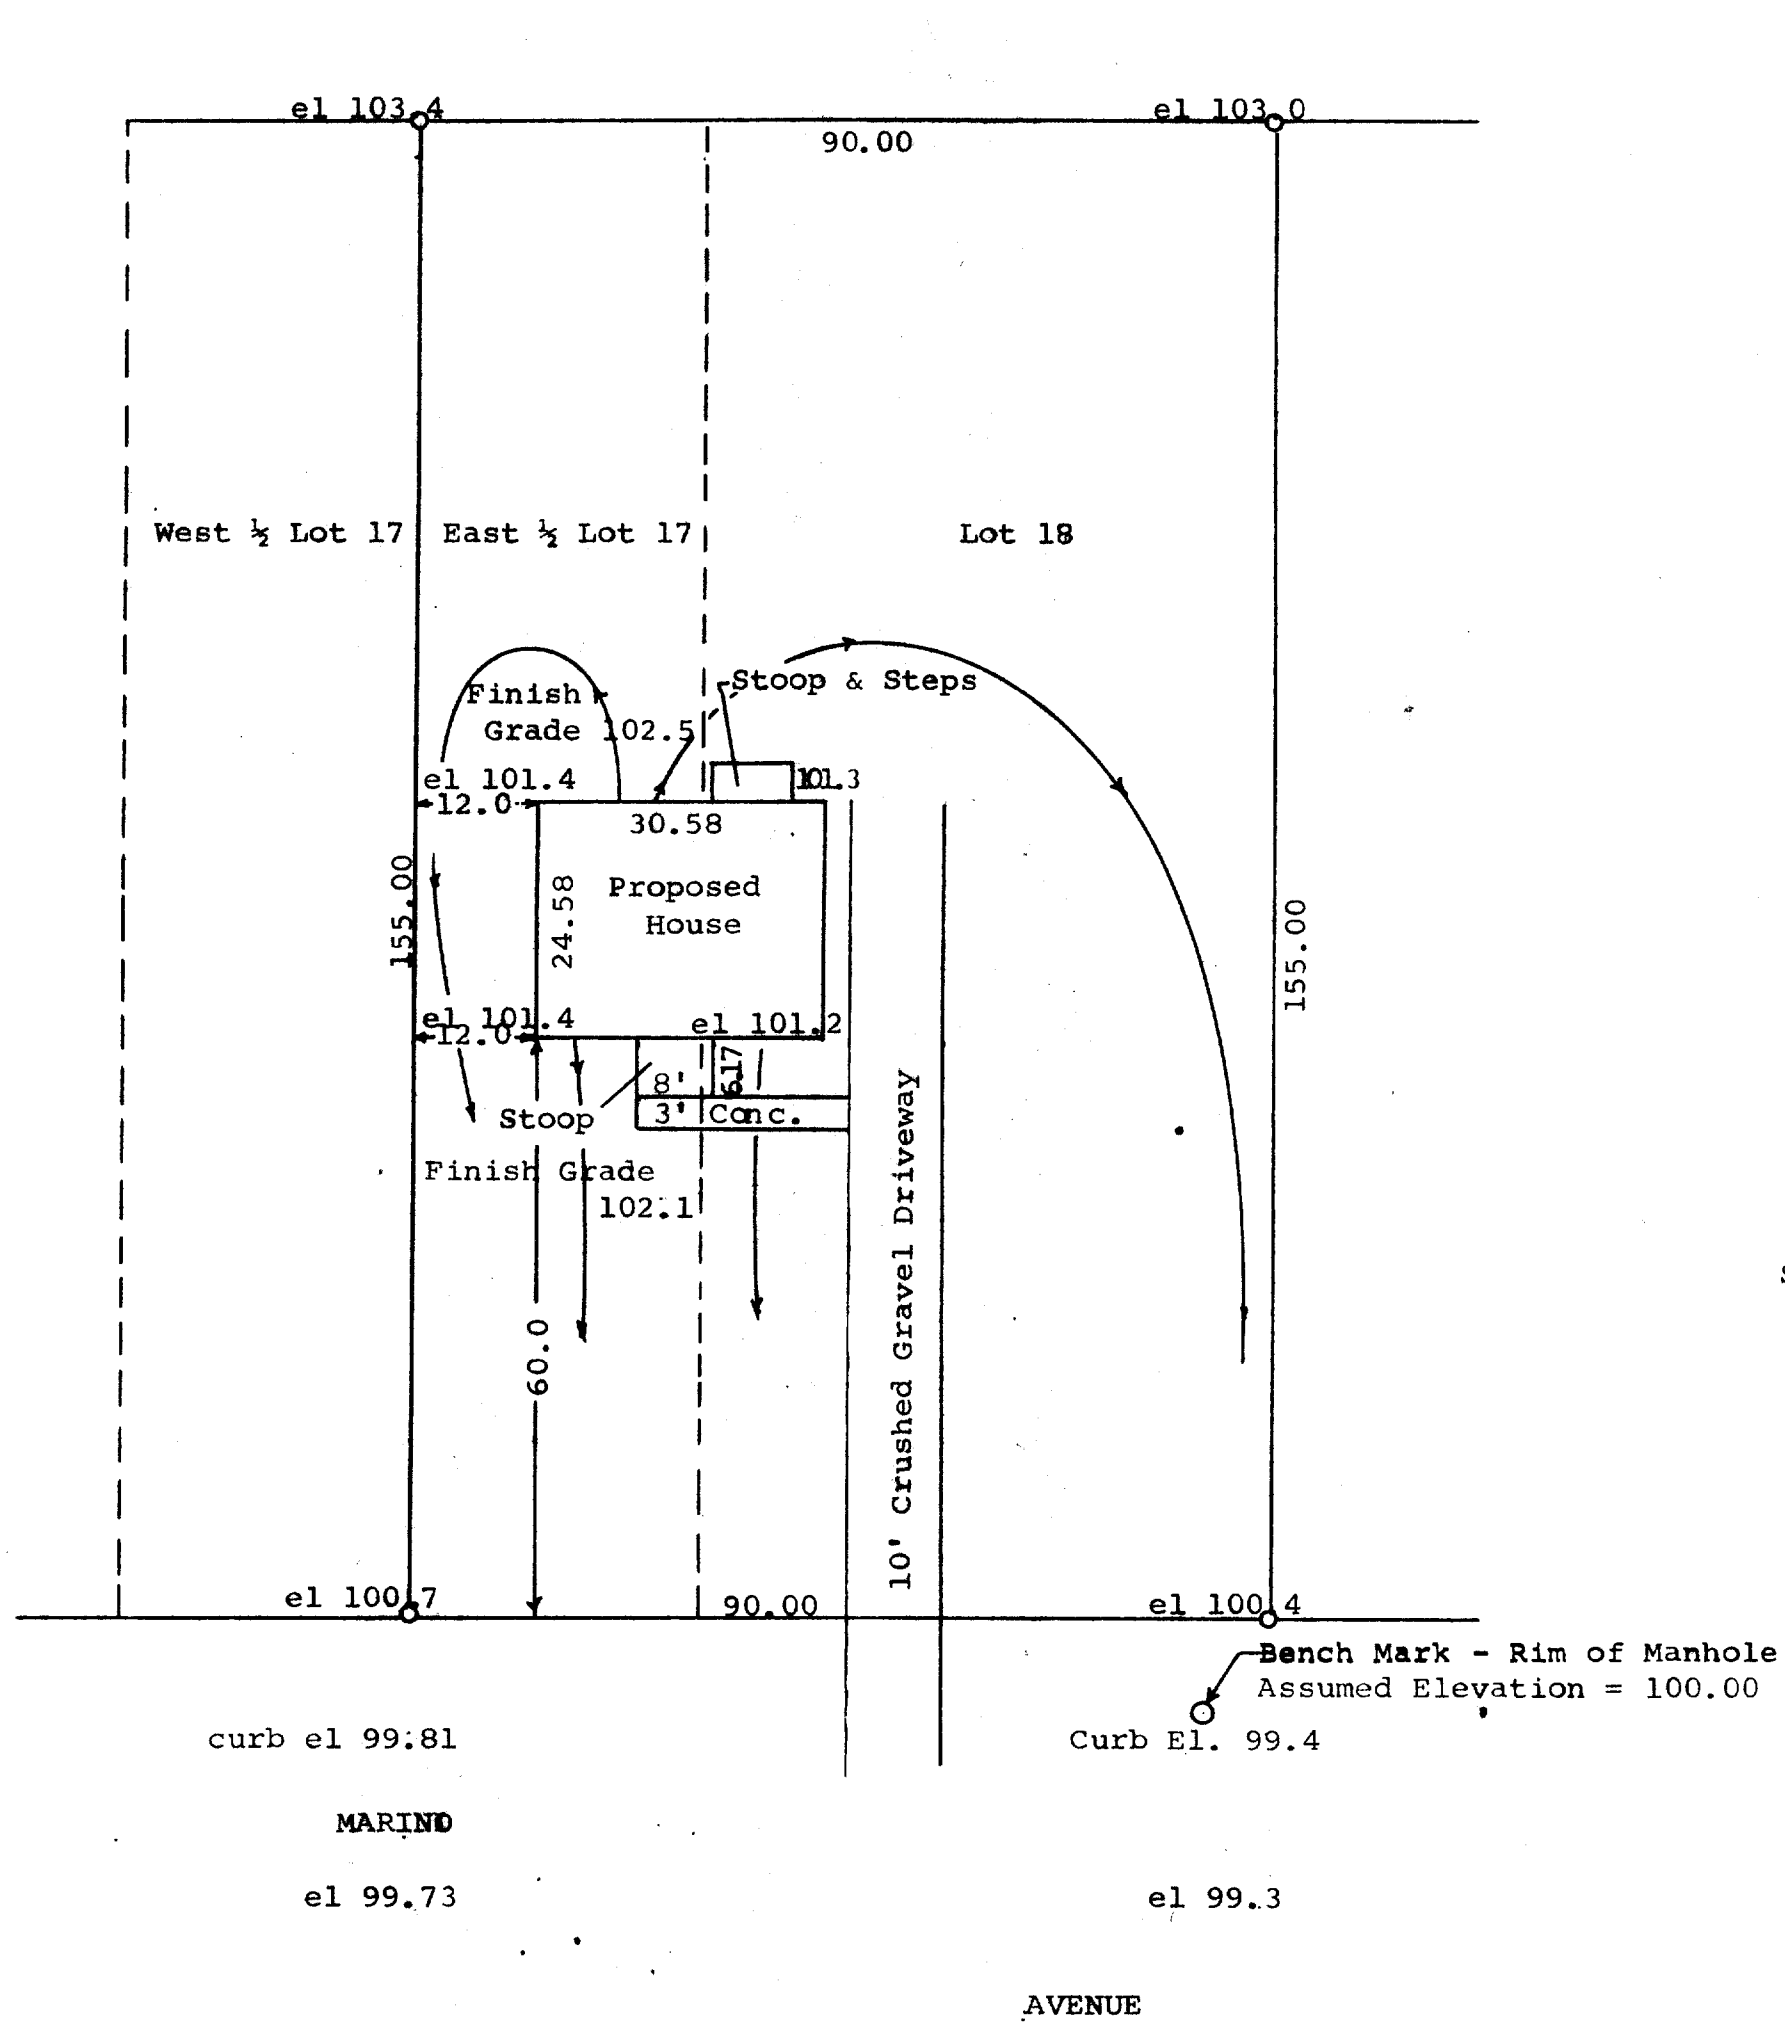 el 103.4
el 103.0
90.00
West ½ Lot 17
East ½ Lot 17
Lot 18
Stoop & Steps
Finish
Grade 102.5
el 101.4
101.3
12.0
30.58
155.00
24.58
Proposed
House
155.00
el 101.4
12.0
el 101.2
8'
6.17
Stoop
3' Conc.
Finish Grade
102.1
10' Crushed Gravel Driveway
60.0
el 100.7
90.00
el 100.4
Bench Mark - Rim of Manhole
Assumed Elevation = 100.00
curb el 99.81
Curb El. 99.4
MARINO
el 99.73
el 99.3
AVENUE